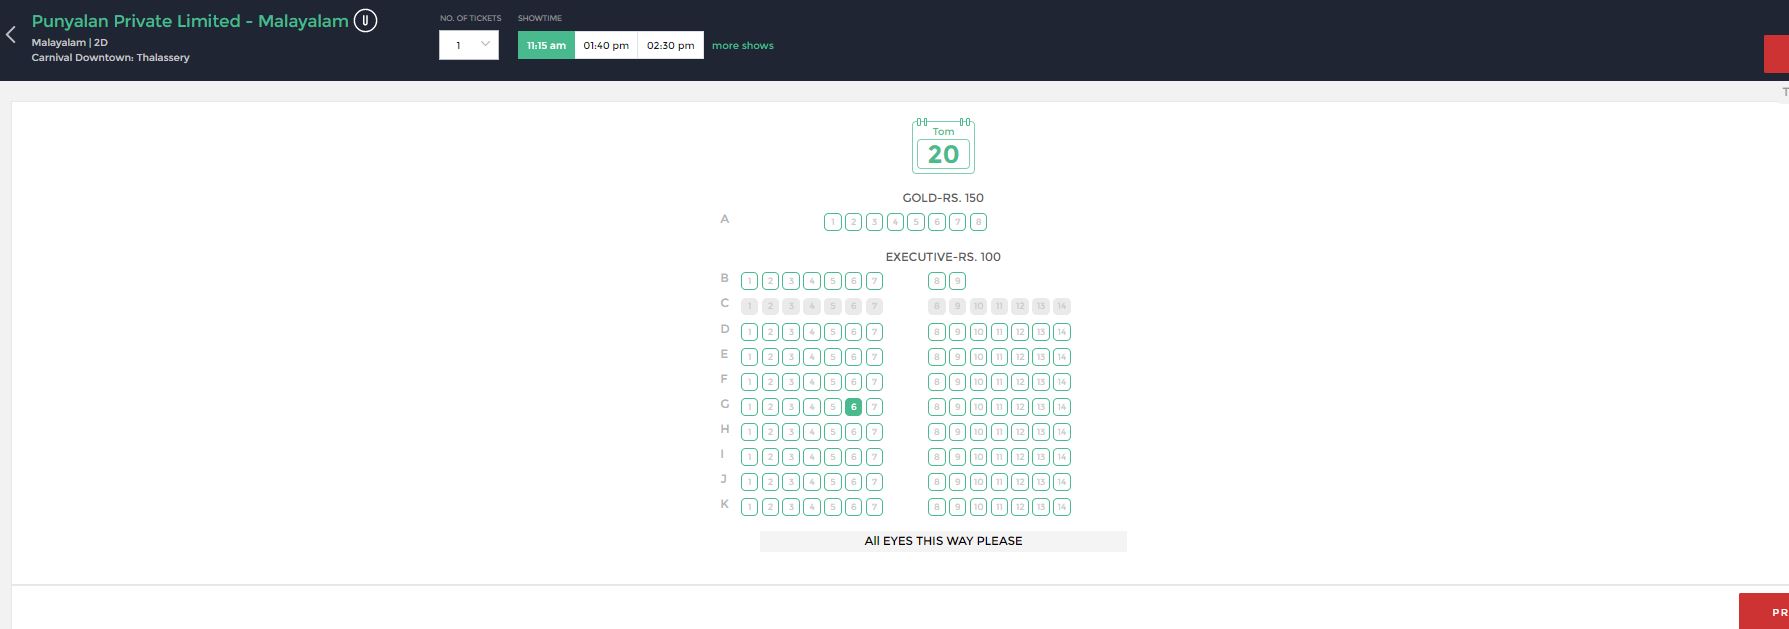 Punyalan Private Limited - Malayalam U
Malayalam | 2D
Carnival Downtown: Thalassery
NO. OF TICKETS
1
SHOWTIME
11:15 am 01:40 pm 02:30 pm more shows
T
Tom
20
GOLD-RS. 150
A 1 2 3 4 5 6 7 8
EXECUTIVE-RS. 100
B 1 2 3 4 5 6 7 8 9
C 1 2 3 4 5 6 7 8 9 10 11 12 13 14
D 1 2 3 4 5 6 7 8 9 10 11 12 13 14
E 1 2 3 4 5 6 7 8 9 10 11 12 13 14
F 1 2 3 4 5 6 7 8 9 10 11 12 13 14
G 1 2 3 4 5 6 7 8 9 10 11 12 13 14
H 1 2 3 4 5 6 7 8 9 10 11 12 13 14
I 1 2 3 4 5 6 7 8 9 10 11 12 13 14
J 1 2 3 4 5 6 7 8 9 10 11 12 13 14
K 1 2 3 4 5 6 7 8 9 10 11 12 13 14
All EYES THIS WAY PLEASE
PR